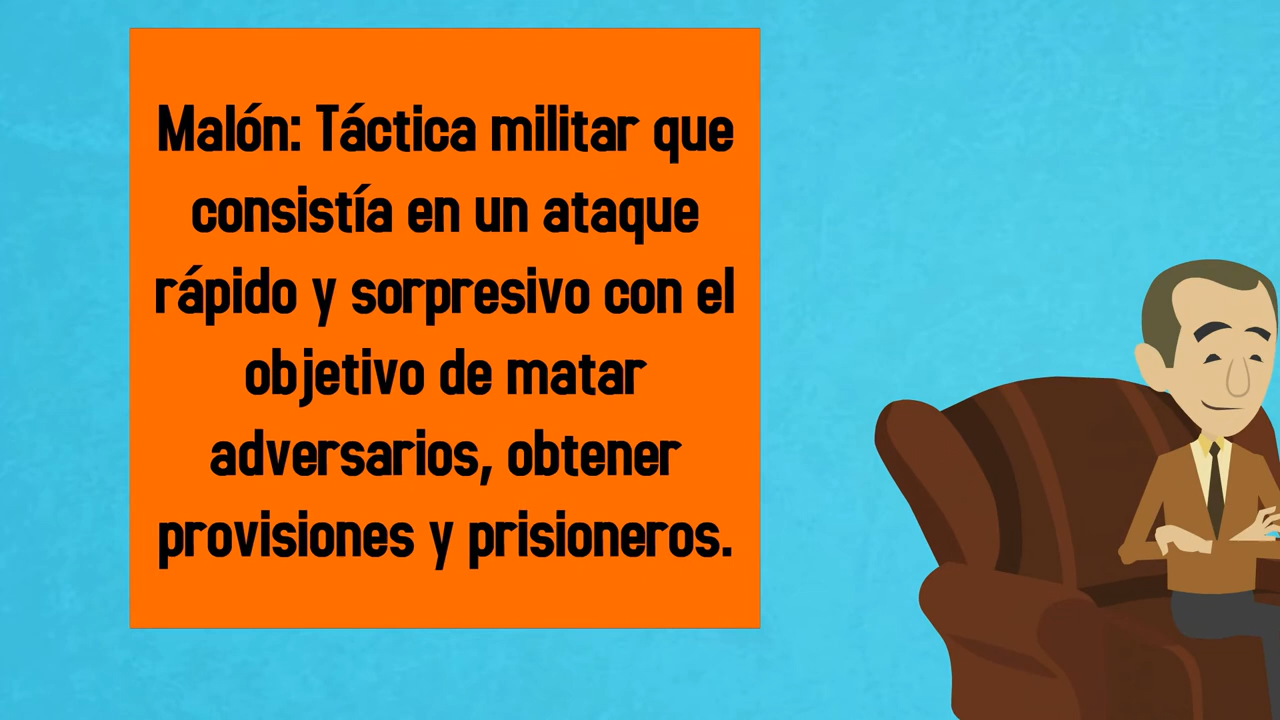 Malón: Táctica militar que
consistía en un ataque
rápido y sorpresivo con el
objetivo de matar
adversarios, obtener
provisiones y prisioneros.